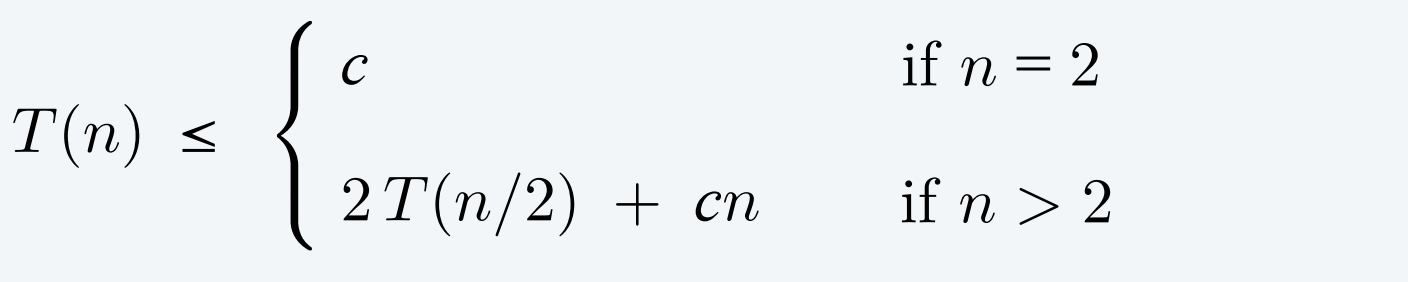 c if n = 2
T(n) ≤
2 T(n/2) + cn if n > 2